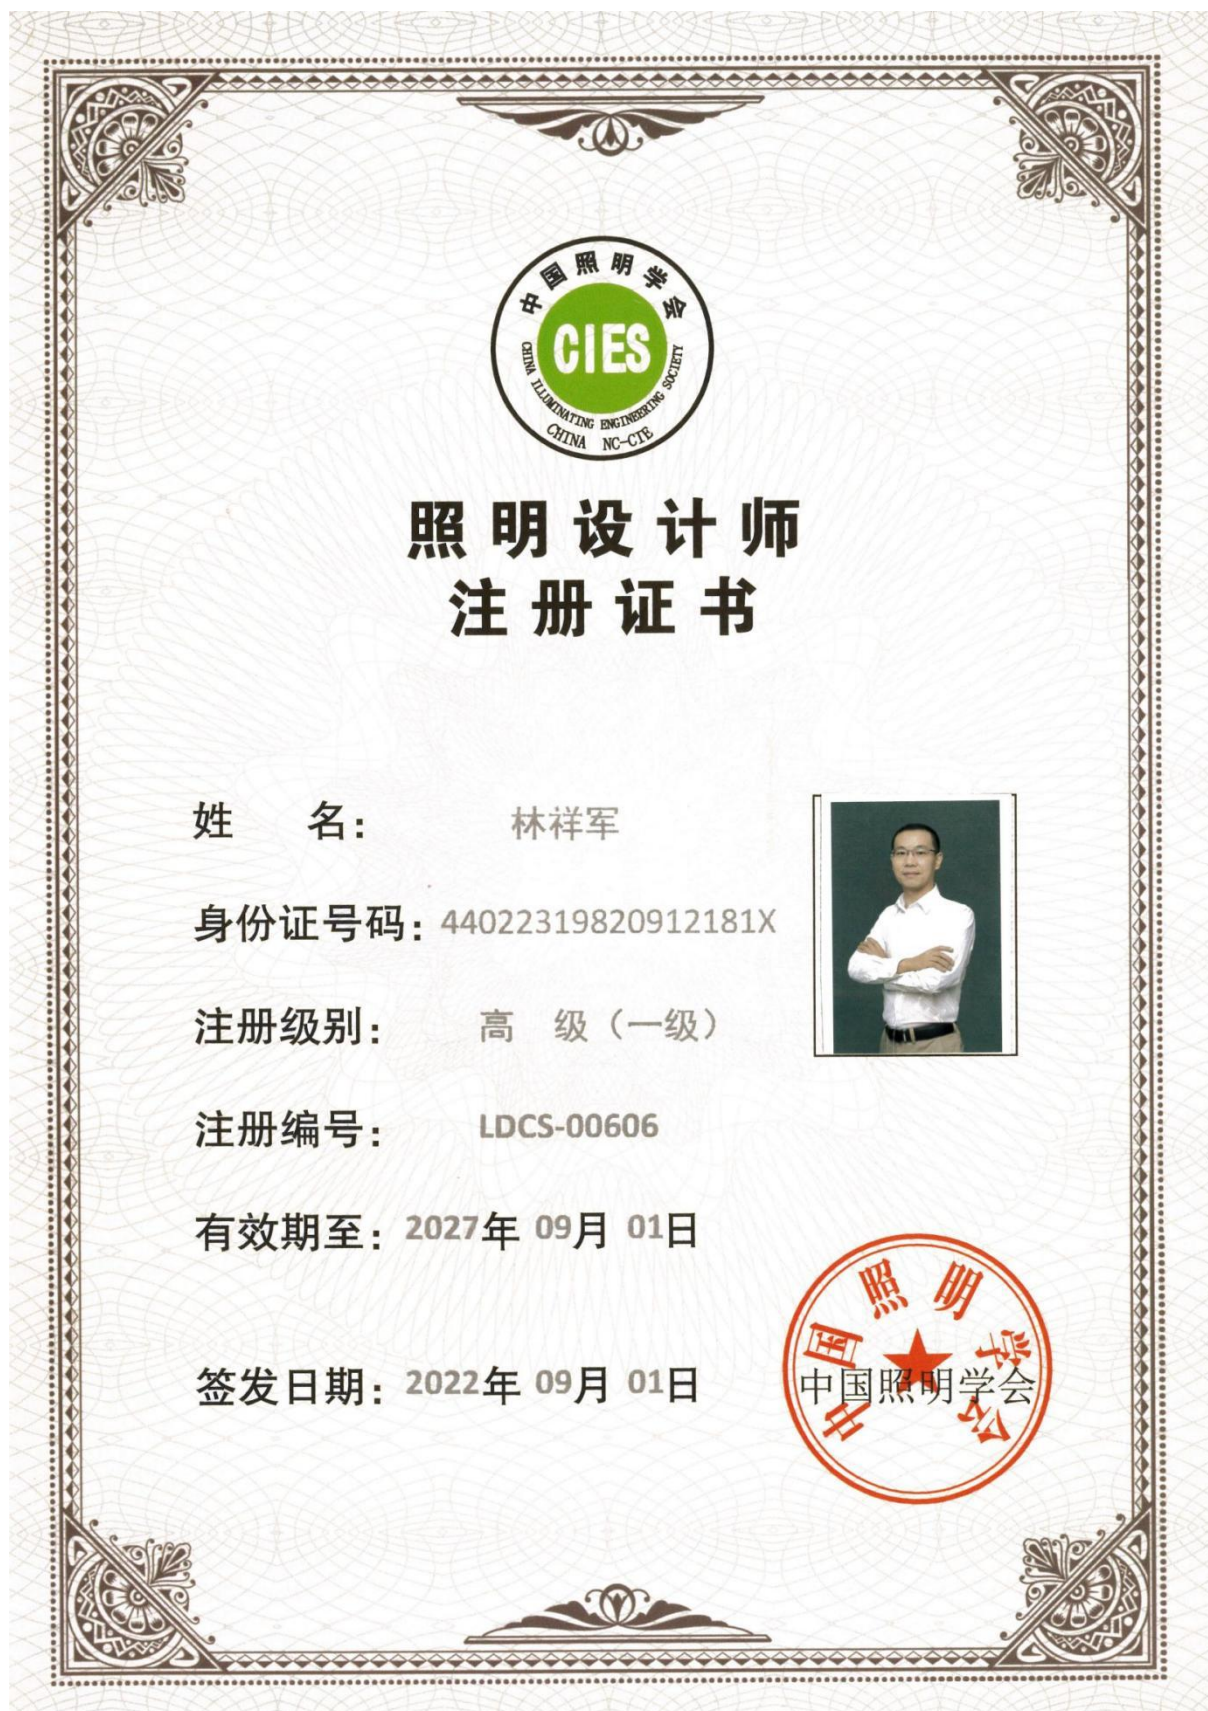 中国照明学会
CIES
CHINA ILLUMINATING ENGINEERING SOCIETY
CHINA NC-CIE
照明设计师
注册证书
姓 名： 林祥军
身份证号码：44022319820912181X
注册级别： 高 级（一级）
注册编号： LDCS-00606
有效期至：2027年 09月 01日
签发日期：2022年 09月 01日
中国照明学会
中国照明学会